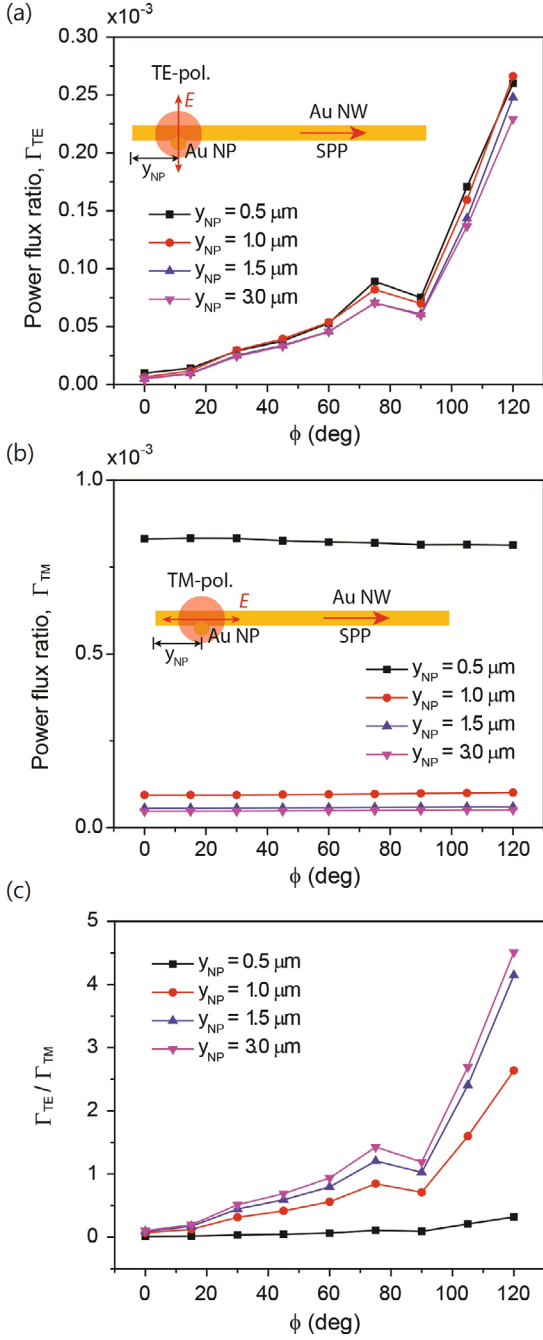 (a)
x10⁻³
0.30
0.25
0.20
0.15
0.10
0.05
0.00
Power flux ratio, Γ_TE
TE-pol.
E
Au NW
Au NP
SPP
y_NP
y_NP = 0.5 μm
y_NP = 1.0 μm
y_NP = 1.5 μm
y_NP = 3.0 μm
0 20 40 60 80 100 120
ϕ (deg)
(b)
x10⁻³
1.0
0.5
0.0
Power flux ratio, Γ_TM
TM-pol.
E
Au NW
Au NP
SPP
y_NP
y_NP = 0.5 μm
y_NP = 1.0 μm
y_NP = 1.5 μm
y_NP = 3.0 μm
0 20 40 60 80 100 120
ϕ (deg)
(c)
5
4
3
2
1
0
Γ_TE / Γ_TM
y_NP = 0.5 μm
y_NP = 1.0 μm
y_NP = 1.5 μm
y_NP = 3.0 μm
0 20 40 60 80 100 120
ϕ (deg)